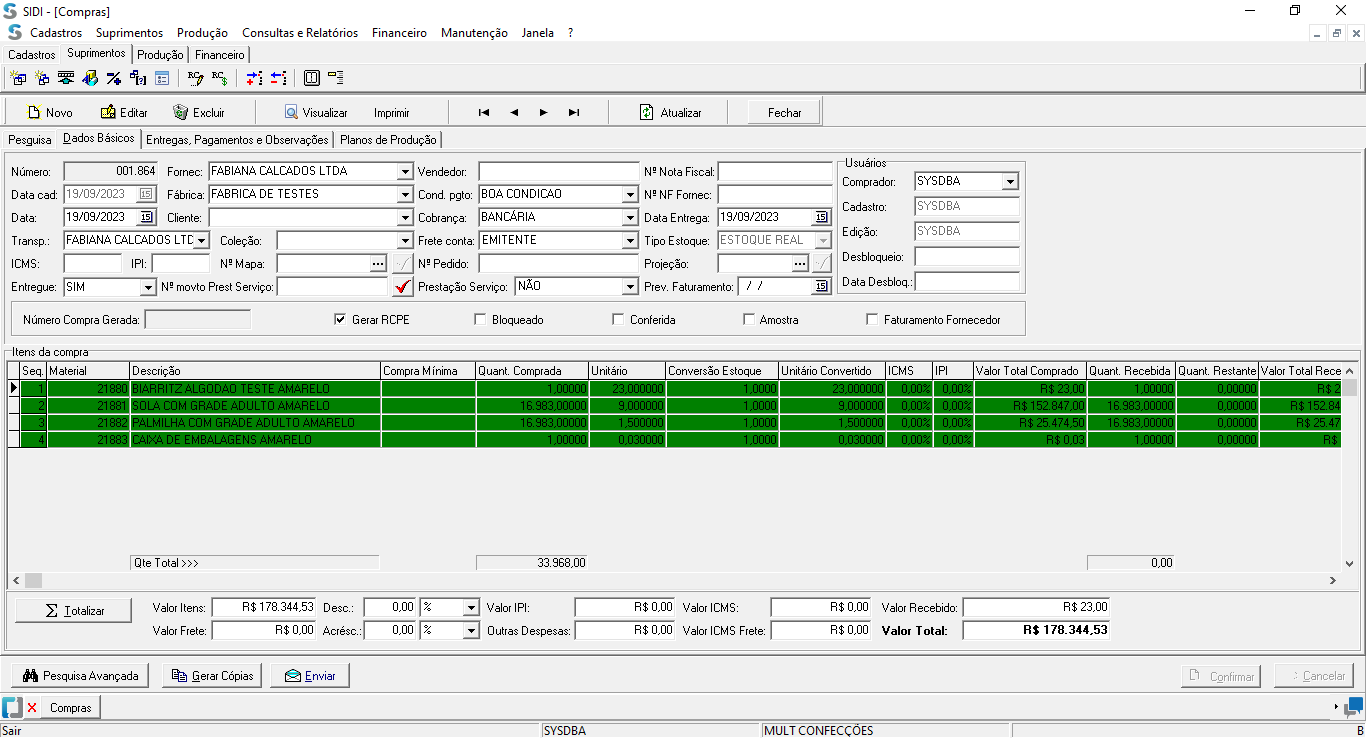 SIDI - [Compras]
Cadastros Suprimentos Produção Consultas e Relatórios Financeiro Manutenção Janela ?
Cadastros Suprimentos Produção Financeiro
Novo Editar Excluir Visualizar Imprimir Atualizar Fechar
Pesquisa Dados Básicos Entregas, Pagamentos e Observações Planos de Produção
Número: 001.864 Fornec: FABIANA CALCADOS LTDA Vendedor: Nº Nota Fiscal: Usuários
Data cad: 19/09/2023 Fábrica: FABRICA DE TESTES Cond. pgto: BOA CONDICAO Nº NF Fornec: Comprador: SYSDBA
Data: 19/09/2023 Cliente: Cobrança: BANCÁRIA Data Entrega: 19/09/2023 Cadastro: SYSDBA
Transp.: FABIANA CALCADOS LTC Coleção: Frete conta: EMITENTE Tipo Estoque: ESTOQUE REAL Edição: SYSDBA
ICMS: IPI: Nº Mapa: Nº Pedido: Projeção: Desbloqueio:
Entregue: SIM Nº movto Prest Serviço: Prestação Serviço: NÃO Prev. Faturamento: / / Data Desbloq.:
Número Compra Gerada: Gerar RCPE Bloqueado Conferida Amostra Faturamento Fornecedor
Itens da compra
Seq. Material Descrição Compra Mínima Quant. Comprada Unitário Conversão Estoque Unitário Convertido ICMS IPI Valor Total Comprado Quant. Recebida Quant. Restante Valor Total Rece
1 21880 BIARRITZ ALGODAO TESTE AMARELO 1,00000 23,000000 1,0000 23,000000 0,00% 0,00% R$ 23,00 1,00000 0,00000 R$ 2
2 21881 SOLA COM GRADE ADULTO AMARELO 16.983,00000 9,000000 1,0000 9,000000 0,00% 0,00% R$ 152.847,00 16.983,00000 0,00000 R$ 152.84
3 21882 PALMILHA COM GRADE ADULTO AMARELO 16.983,00000 1,500000 1,0000 1,500000 0,00% 0,00% R$ 25.474,50 16.983,00000 0,00000 R$ 25.47
4 21883 CAIXA DE EMBALAGENS AMARELO 1,00000 0,030000 1,0000 0,030000 0,00% 0,00% R$ 0,03 1,00000 0,00000 R$
Qte Total >>> 33.968,00 0,00
Totalizar Valor Itens: R$ 178.344,53 Desc.: 0,00 % Valor IPI: R$ 0,00 Valor ICMS: R$ 0,00 Valor Recebido: R$ 23,00
Valor Frete: R$ 0,00 Acrésc.: 0,00 % Outras Despesas: R$ 0,00 Valor ICMS Frete: R$ 0,00 Valor Total: R$ 178.344,53
Pesquisa Avançada Gerar Cópias Enviar Confirmar Cancelar
Compras
Sair SYSDBA MULT CONFECÇÕES B